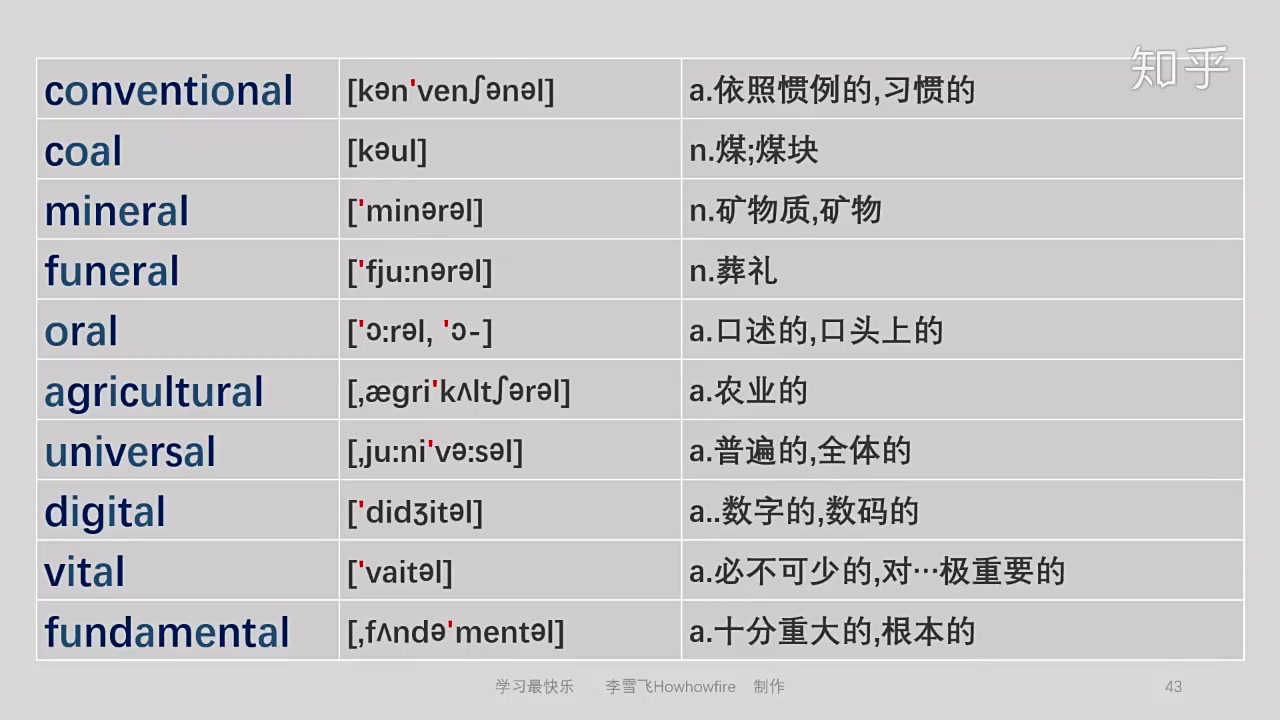 知乎
conventional [kən'venʃənəl] a.依照惯例的,习惯的
coal [kəul] n.煤;煤块
mineral ['minərəl] n.矿物质,矿物
funeral ['fju:nərəl] n.葬礼
oral ['ɔ:rəl, 'ɔ-] a.口述的,口头上的
agricultural [,ægri'kʌltʃərəl] a.农业的
universal [,ju:ni'və:səl] a.普遍的,全体的
digital ['didʒitəl] a..数字的,数码的
vital ['vaitəl] a.必不可少的,对…极重要的
fundamental [,fʌndə'mentəl] a.十分重大的,根本的
学习最快乐 李雪飞Howhowfire 制作 43